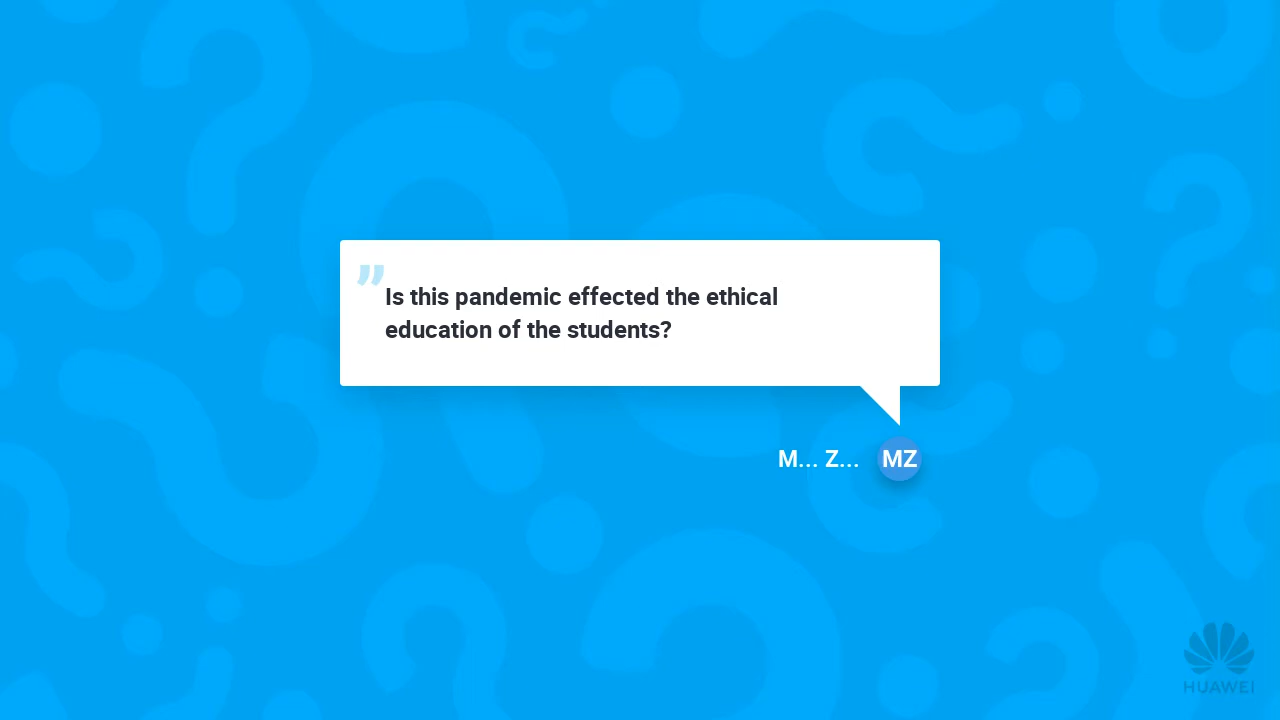 ”
Is this pandemic effected the ethical
education of the students?
M... Z... MZ
HUAWEI